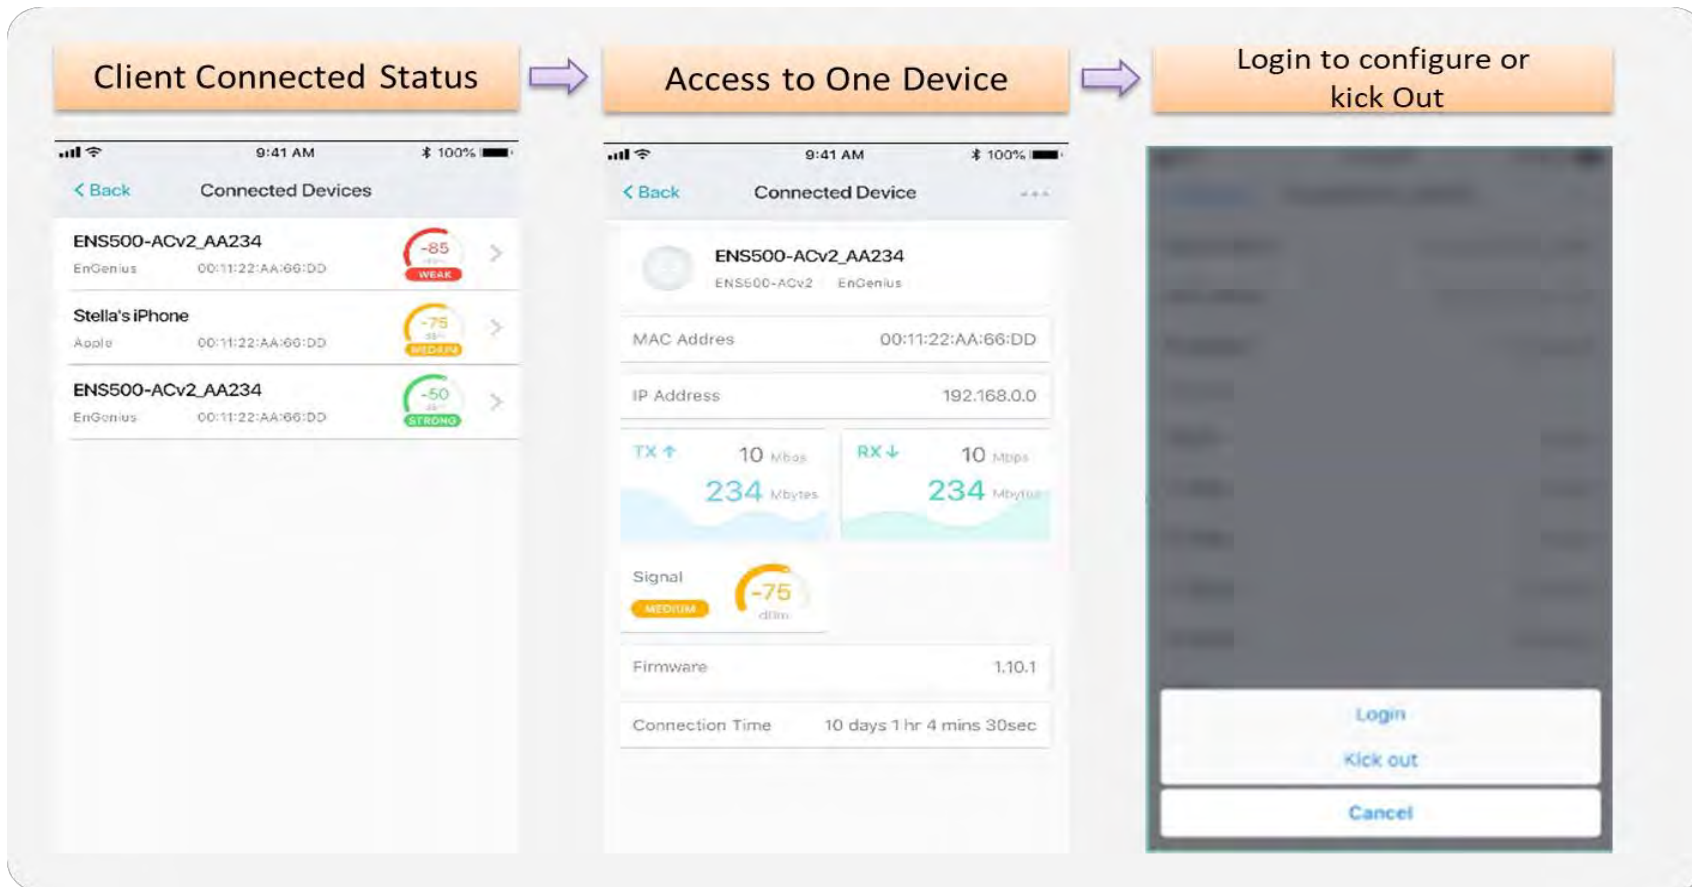 Client Connected Status
Access to One Device
Login to configure or
kick Out
9:41 AM
100%
Back
Connected Devices
ENS500-ACv2_AA234
EnGenius 00:11:22:AA:66:DD
-85
WEAK
Stella's iPhone
Apple 00:11:22:AA:66:DD
-75
dBm
MEDIUM
ENS500-ACv2_AA234
EnGenius 00:11:22:AA:66:DD
-50
dBm
STRONG
9:41 AM
100%
Back
Connected Device
ENS500-ACv2_AA234
ENS500-ACv2 EnGenius
MAC Addres 00:11:22:AA:66:DD
IP Address 192.168.0.0
TX 10 Mbps
234 Mbytes
RX 10 Mbps
234 Mbytes
Signal
MEDIUM
-75
dBm
Firmware 1.10.1
Connection Time 10 days 1 hr 4 mins 30sec
Login
Kick out
Cancel